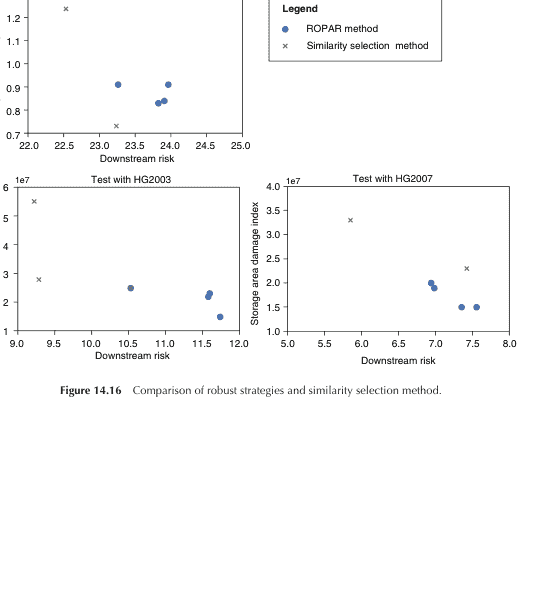 Legend
ROPAR method
Similarity selection method
1.2
1.1
1.0
0.9
0.8
0.7
22.0 22.5 23.0 23.5 24.0 24.5 25.0
Downstream risk
1e7 Test with HG2003
6
5
4
3
2
1
9.0 9.5 10.0 10.5 11.0 11.5 12.0
Downstream risk
1e7 Test with HG2007
Storage area damage index
4.0
3.5
3.0
2.5
2.0
1.5
1.0
5.0 5.5 6.0 6.5 7.0 7.5 8.0
Downstream risk
Figure 14.16 Comparison of robust strategies and similarity selection method.